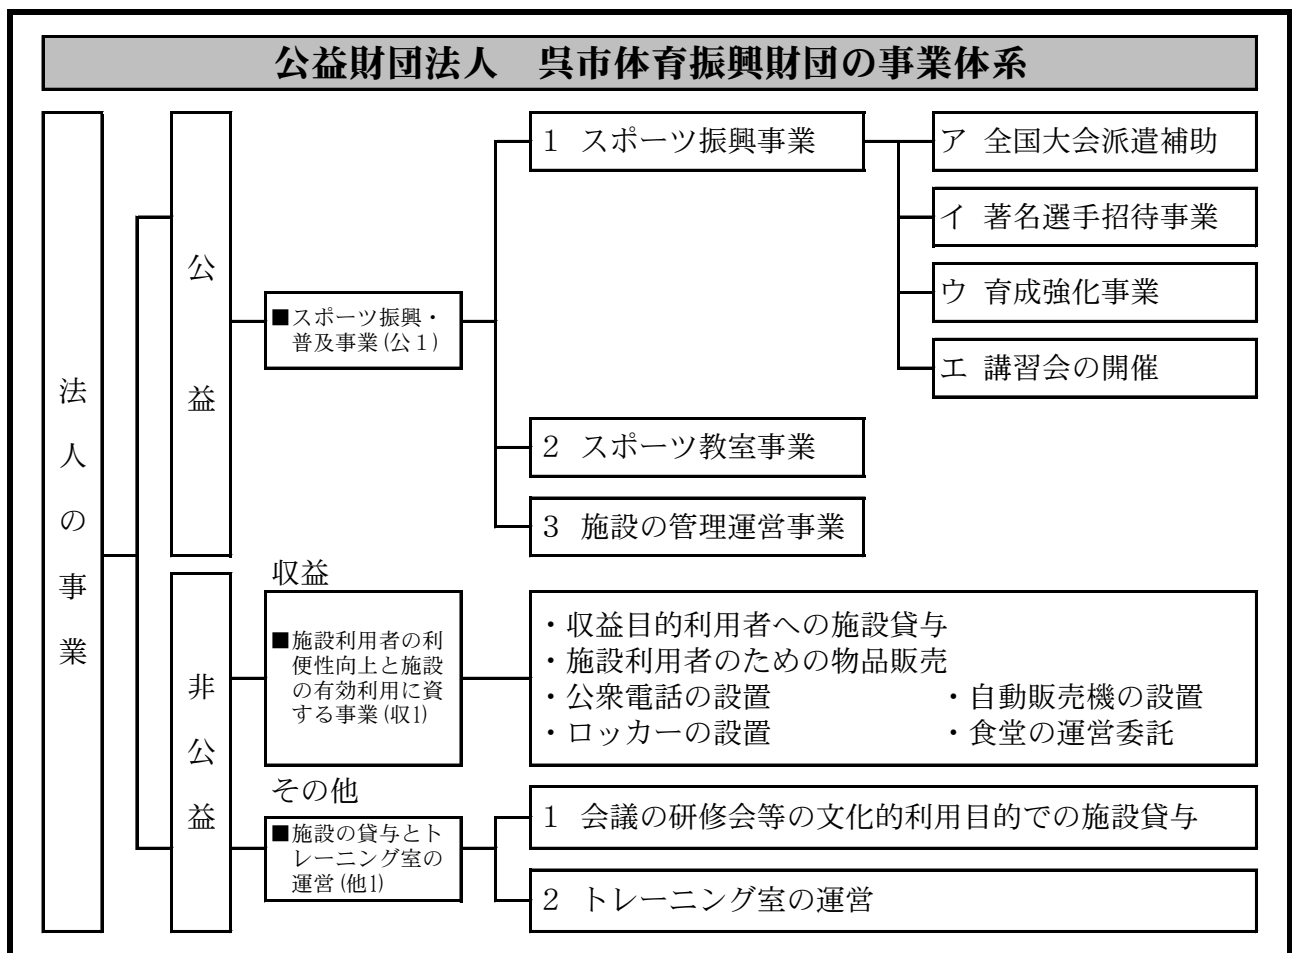 公益財団法人　呉市体育振興財団の事業体系
法人の事業
公益
■スポーツ振興・
普及事業(公１)
１ スポーツ振興事業
ア 全国大会派遣補助
イ 著名選手招待事業
ウ 育成強化事業
エ 講習会の開催
２ スポーツ教室事業
３ 施設の管理運営事業
非公益
収益
■施設利用者の利
便性向上と施設
の有効利用に資
する事業(収1)
・収益目的利用者への施設貸与
・施設利用者のための物品販売
・公衆電話の設置　・自動販売機の設置
・ロッカーの設置　・食堂の運営委託
その他
■施設の貸与とト
レーニング室の
運営(他1)
１ 会議の研修会等の文化的利用目的での施設貸与
２ トレーニング室の運営